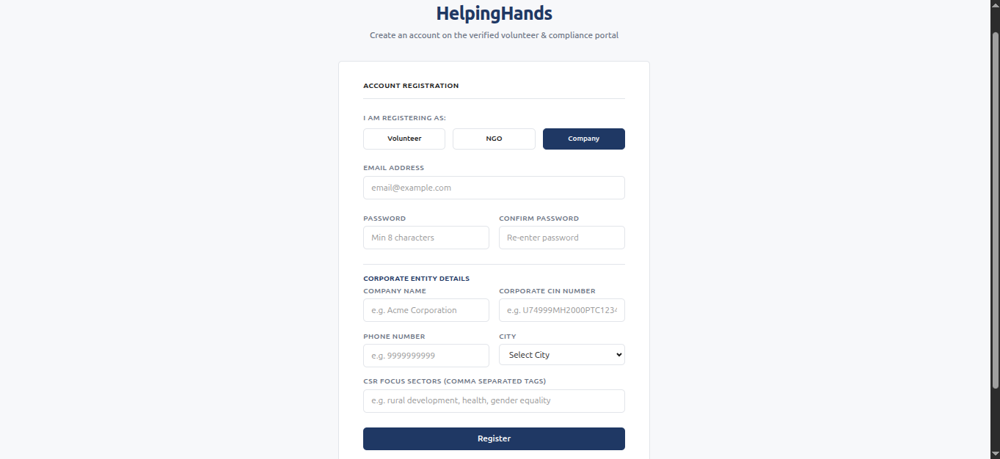 HelpingHands
Create an account on the verified volunteer & compliance portal
ACCOUNT REGISTRATION
I AM REGISTERING AS:
Volunteer NGO Company
EMAIL ADDRESS
email@example.com
PASSWORD CONFIRM PASSWORD
Min 8 characters Re-enter password
CORPORATE ENTITY DETAILS
COMPANY NAME CORPORATE CIN NUMBER
e.g. Acme Corporation e.g. U74999MH2000PTC1234
PHONE NUMBER CITY
e.g. 9999999999 Select City
CSR FOCUS SECTORS (COMMA SEPARATED TAGS)
e.g. rural development, health, gender equality
Register